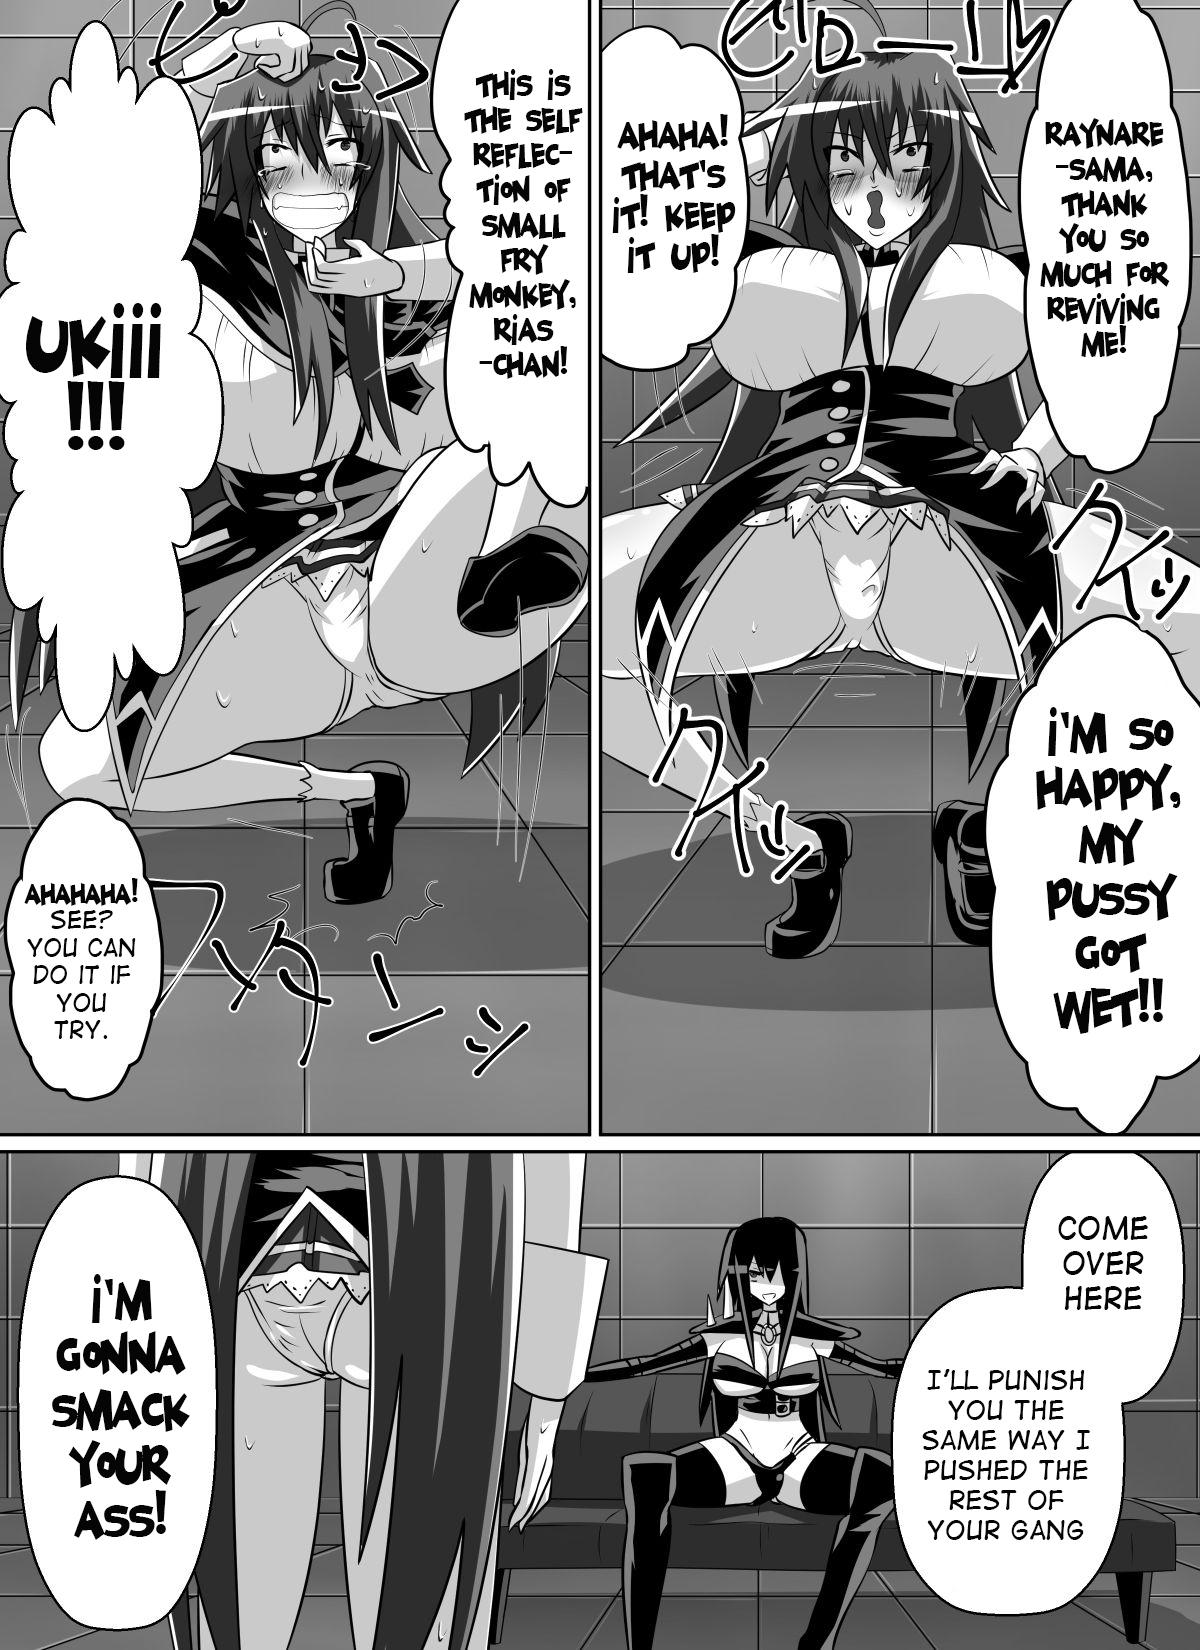 RAYNARE
-SAMA,
THANK
YOU SO
MUCH FOR
REVIVING
ME!
AHAHA!
THAT'S
IT! KEEP
IT UP!
I'M SO
HAPPY,
MY
PUSSY
GOT
WET!!
クイッ
クイッ
THIS IS
THE SELF
REFLEC-
TION OF
SMALL
FRY
MONKEY,
RIAS
-CHAN!
UKIII
!!!
AHAHAHA!
SEE?
YOU CAN
DO IT IF
YOU
TRY.
COME
OVER
HERE
I'LL PUNISH
YOU THE
SAME WAY I
PUSHED THE
REST OF
YOUR GANG
I'M
GONNA
SMACK
YOUR
ASS!